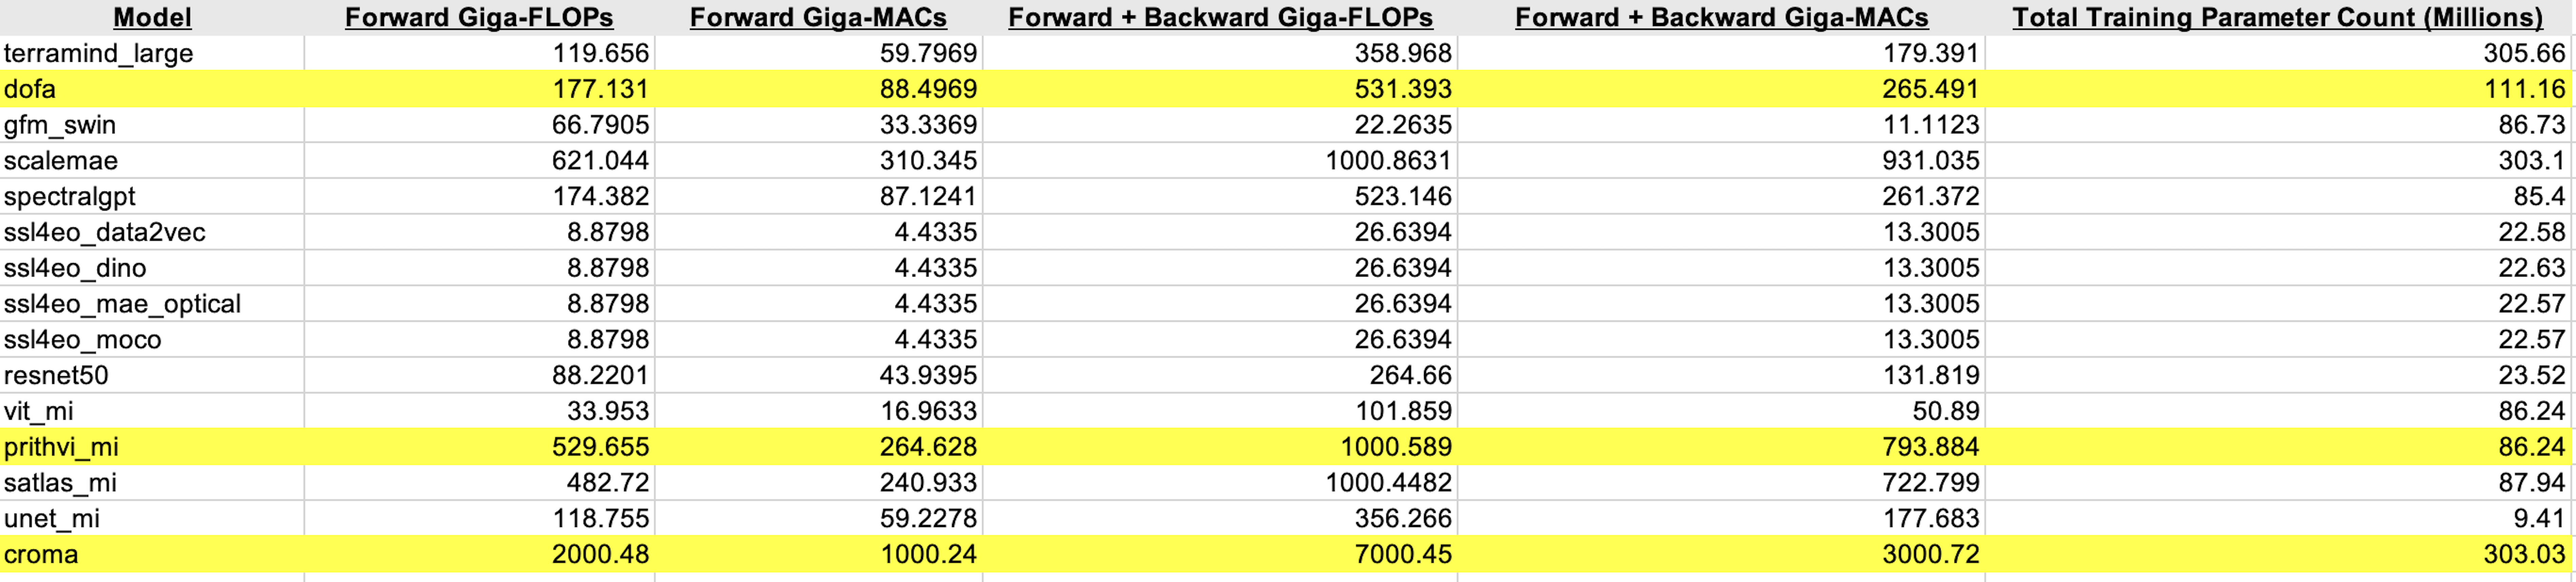 Model Forward Giga-FLOPs Forward Giga-MACs Forward + Backward Giga-FLOPs Forward + Backward Giga-MACs Total Training Parameter Count (Millions)
terramind_large 119.656 59.7969 358.968 179.391 305.66
dofa 177.131 88.4969 531.393 265.491 111.16
gfm_swin 66.7905 33.3369 22.2635 11.1123 86.73
scalemae 621.044 310.345 1000.8631 931.035 303.1
spectralgpt 174.382 87.1241 523.146 261.372 85.4
ssl4eo_data2vec 8.8798 4.4335 26.6394 13.3005 22.58
ssl4eo_dino 8.8798 4.4335 26.6394 13.3005 22.63
ssl4eo_mae_optical 8.8798 4.4335 26.6394 13.3005 22.57
ssl4eo_moco 8.8798 4.4335 26.6394 13.3005 22.57
resnet50 88.2201 43.9395 264.66 131.819 23.52
vit_mi 33.953 16.9633 101.859 50.89 86.24
prithvi_mi 529.655 264.628 1000.589 793.884 86.24
satlas_mi 482.72 240.933 1000.4482 722.799 87.94
unet_mi 118.755 59.2278 356.266 177.683 9.41
croma 2000.48 1000.24 7000.45 3000.72 303.03